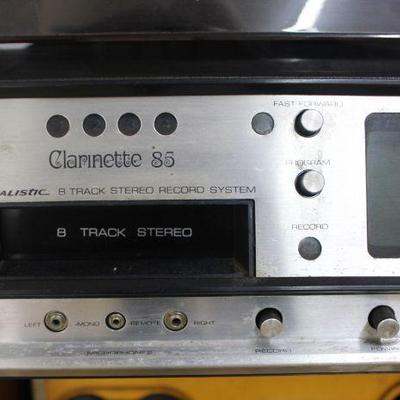 FAST FORWARD
Clarinette 85
PROGRAM
ALISTIC 8 TRACK STEREO RECORD SYSTEM
RECORD
8 TRACK STEREO
LEFT MONO REMOTE RIGHT
MICROPHONES
RECORD